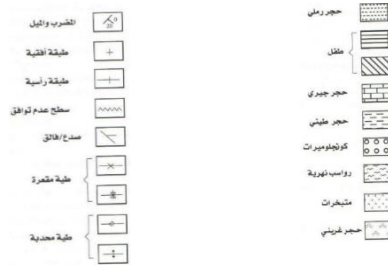 حجر رملي
طفل
حجر جيري
حجر طيني
كونجلوميرات
رواسب نهرية
متبخرات
حجر غريني
المضرب والميل
طبقة أفقية
طبقة رأسية
سطح عدم توافق
صدع/فالق
طية مقعرة
طية محدبة